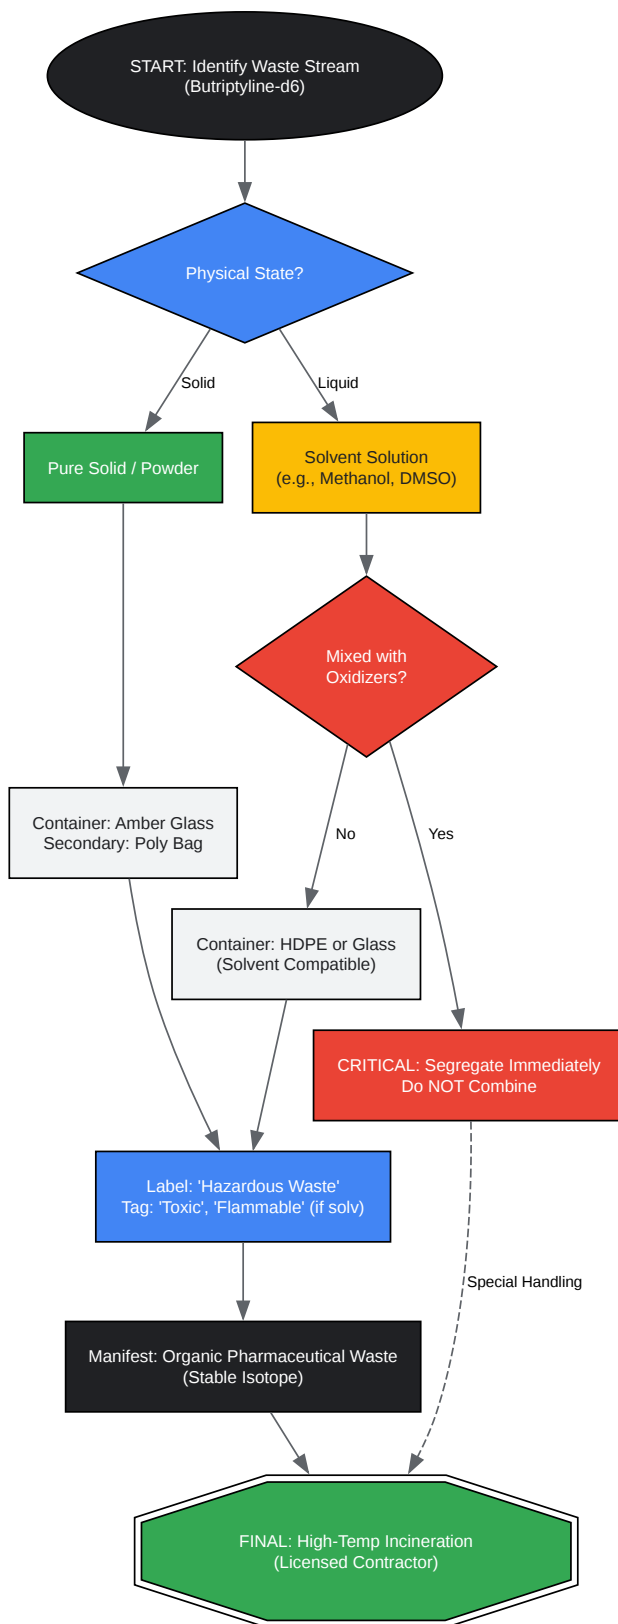 START: Identify Waste Stream
(Butriptyline-d6)
Physical State?
Solid
Liquid
Pure Solid / Powder
Solvent Solution
(e.g., Methanol, DMSO)
Mixed with
Oxidizers?
Container: Amber Glass
Secondary: Poly Bag
No
Yes
Container: HDPE or Glass
(Solvent Compatible)
CRITICAL: Segregate Immediately
Do NOT Combine
Label: 'Hazardous Waste'
Tag: 'Toxic', 'Flammable' (if solv)
Special Handling
Manifest: Organic Pharmaceutical Waste
(Stable Isotope)
FINAL: High-Temp Incineration
(Licensed Contractor)